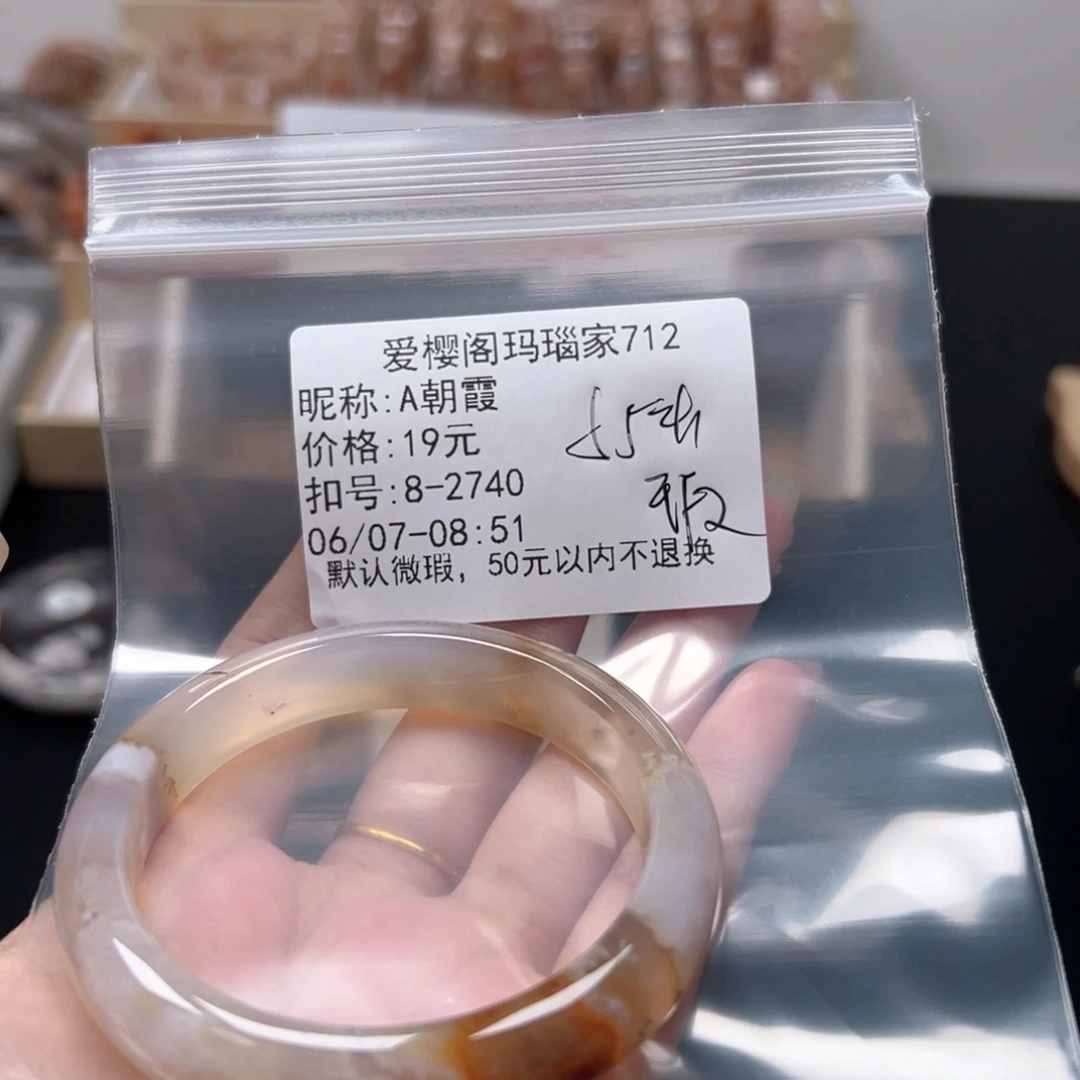 爱樱阁玛瑙家712
昵称:A朝霞
价格:19元
扣号:8-2740
06/07-08:51
默认微瑕，50元以内不退换